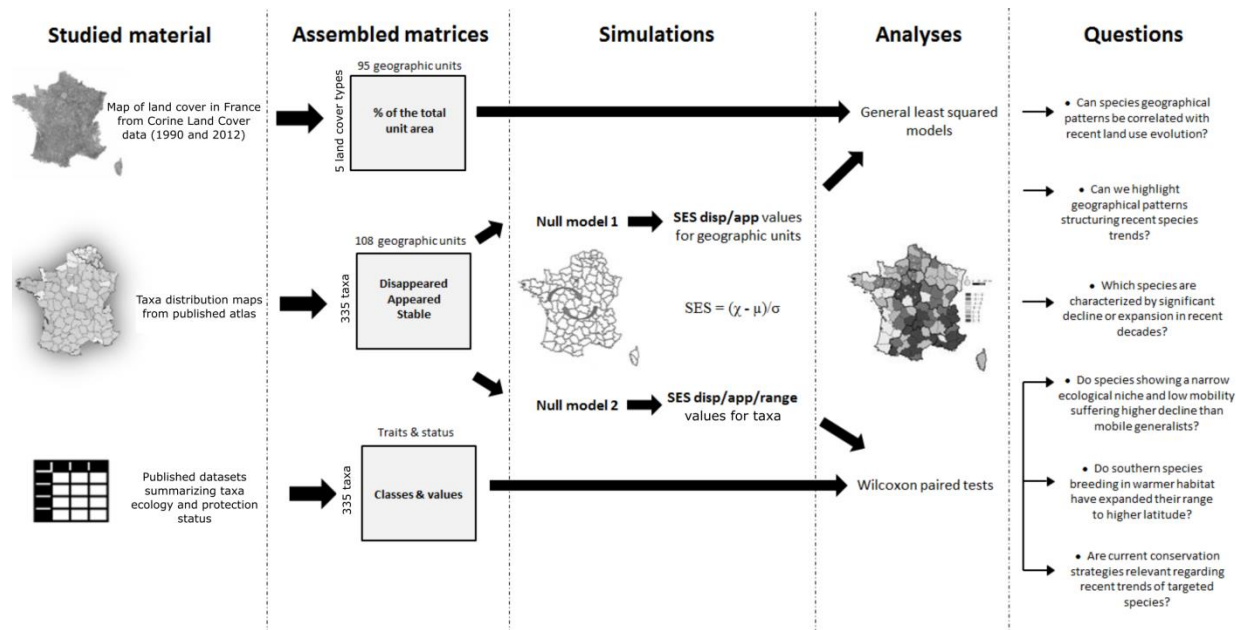 Studied material
Assembled matrices
Simulations
Analyses
Questions
Map of land cover in France
from Corine Land Cover
data (1990 and 2012)
95 geographic units
5 land cover types
% of the total
unit area
General least squared
models
• Can species geographical
patterns be correlated with
recent land use evolution?
Taxa distribution maps
from published atlas
108 geographic units
335 taxa
Disappeared
Appeared
Stable
Null model 1
SES disp/app values
for geographic units
SES = (χ - μ)/σ
Null model 2
SES disp/app/range
values for taxa
• Can we highlight
geographical patterns
structuring recent species
trends?
• Which species are
characterized by significant
decline or expansion in recent
decades?
Published datasets
summarizing taxa
ecology and protection
status
Traits & status
335 taxa
Classes & values
Wilcoxon paired tests
• Do species showing a narrow
ecological niche and low mobility
suffering higher decline than
mobile generalists?
• Do southern species
breeding in warmer habitat
have expanded their range
to higher latitude?
• Are current conservation
strategies relevant regarding
recent trends of targeted
species?